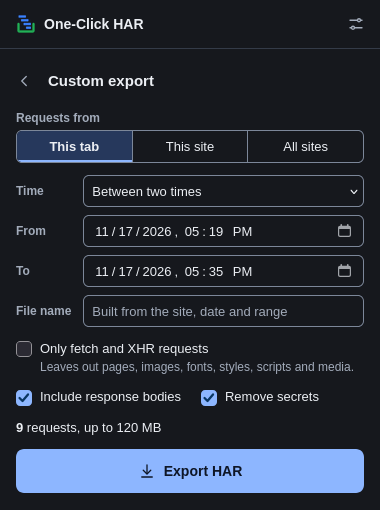 One-Click HAR
Custom export
Requests from
This tab This site All sites
Time Between two times
From 11/17/2026, 05:19 PM
To 11/17/2026, 05:35 PM
File name Built from the site, date and range
Only fetch and XHR requests
Leaves out pages, images, fonts, styles, scripts and media.
Include response bodies Remove secrets
9 requests, up to 120 MB
Export HAR